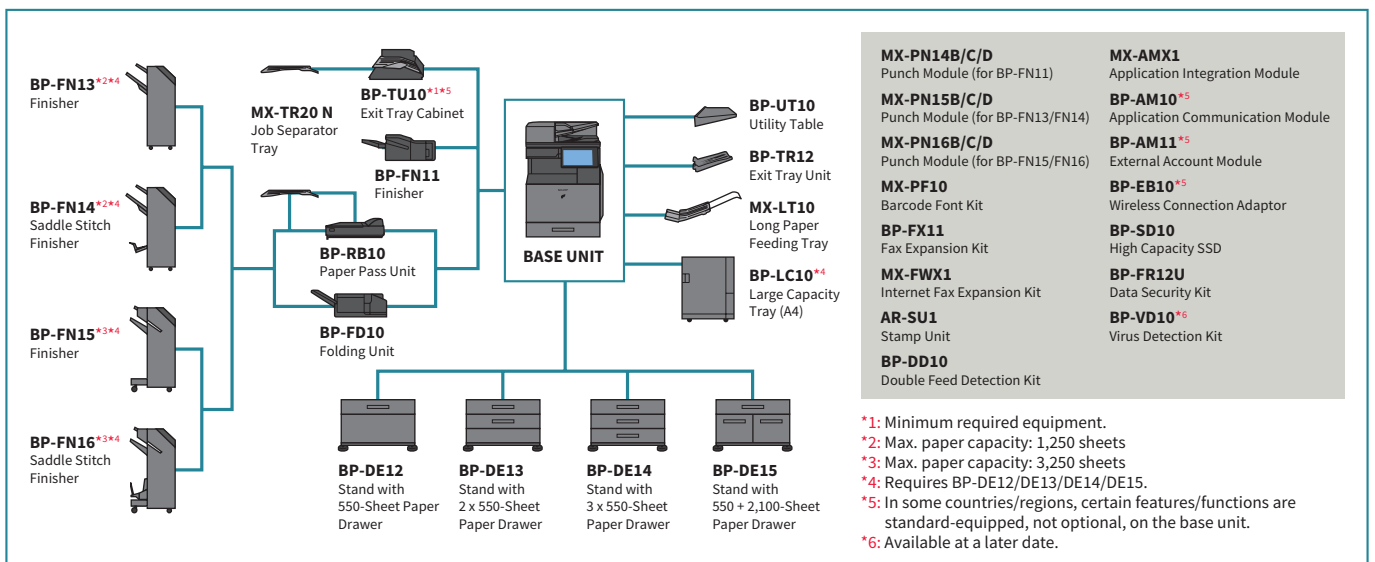 BP-FN13*2*4
Finisher
BP-FN14*2*4
Saddle Stitch
Finisher
BP-FN15*3*4
Finisher
BP-FN16*3*4
Saddle Stitch
Finisher
MX-TR20 N
Job Separator
Tray
BP-TU10*1*5
Exit Tray Cabinet
BP-FN11
Finisher
BP-RB10
Paper Pass Unit
BP-FD10
Folding Unit
BASE UNIT
BP-UT10
Utility Table
BP-TR12
Exit Tray Unit
MX-LT10
Long Paper
Feeding Tray
BP-LC10*4
Large Capacity
Tray (A4)
BP-DE12
Stand with
550-Sheet Paper
Drawer
BP-DE13
Stand with
2 x 550-Sheet
Paper Drawer
BP-DE14
Stand with
3 x 550-Sheet
Paper Drawer
BP-DE15
Stand with
550 + 2,100-Sheet
Paper Drawer
MX-PN14B/C/D
Punch Module (for BP-FN11)
MX-PN15B/C/D
Punch Module (for BP-FN13/FN14)
MX-PN16B/C/D
Punch Module (for BP-FN15/FN16)
MX-PF10
Barcode Font Kit
BP-FX11
Fax Expansion Kit
MX-FWX1
Internet Fax Expansion Kit
AR-SU1
Stamp Unit
BP-DD10
Double Feed Detection Kit
MX-AMX1
Application Integration Module
BP-AM10*5
Application Communication Module
BP-AM11*5
External Account Module
BP-EB10*5
Wireless Connection Adaptor
BP-SD10
High Capacity SSD
BP-FR12U
Data Security Kit
BP-VD10*6
Virus Detection Kit
*1: Minimum required equipment.
*2: Max. paper capacity: 1,250 sheets
*3: Max. paper capacity: 3,250 sheets
*4: Requires BP-DE12/DE13/DE14/DE15.
*5: In some countries/regions, certain features/functions are
standard-equipped, not optional, on the base unit.
*6: Available at a later date.